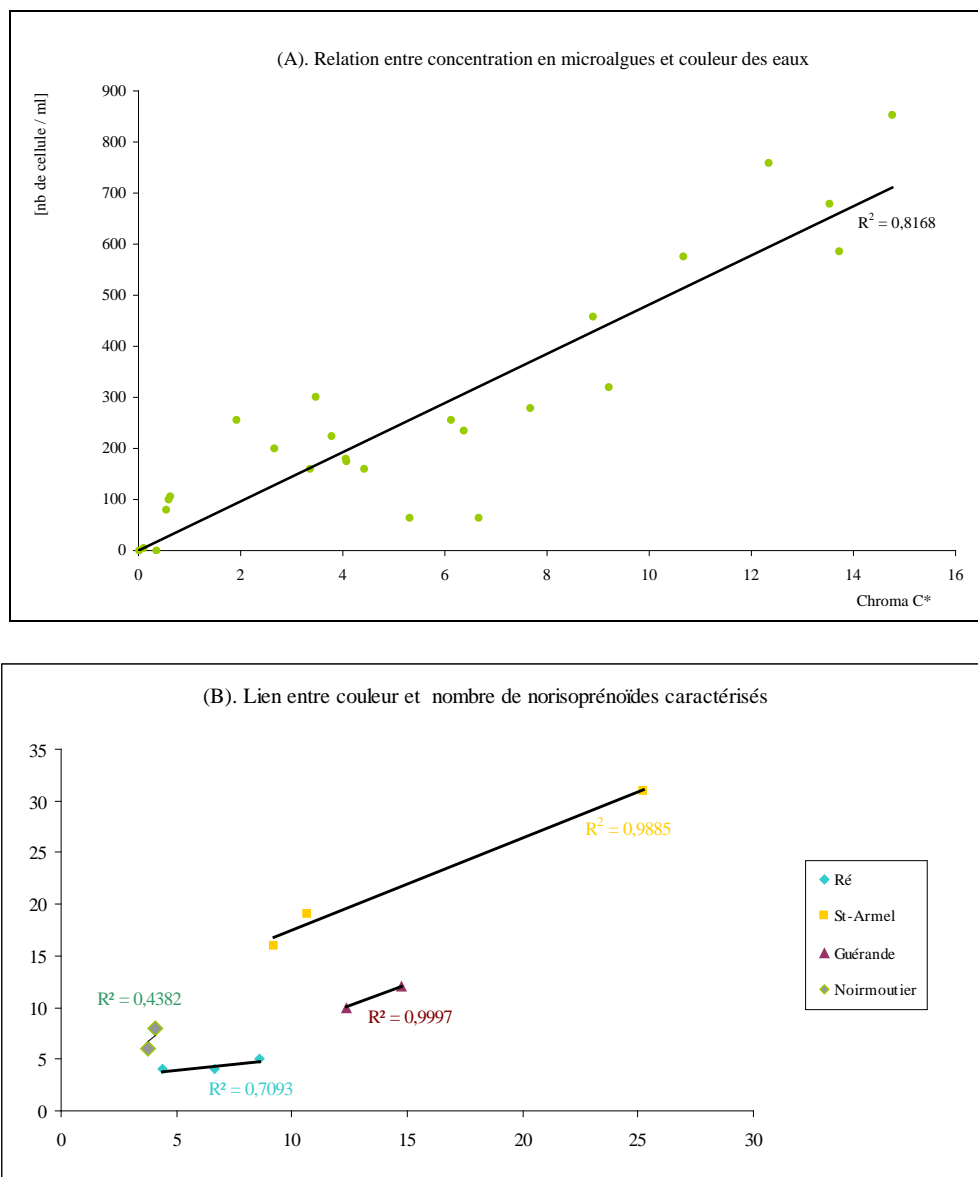 (A). Relation entre concentration en microalgues et couleur des eaux
[nb de cellule / ml]
900
800
700
600
500
400
300
200
100
0
R² = 0,8168
0 2 4 6 8 10 12 14 16
Chroma C*
(B). Lien entre couleur et nombre de norisoprénoïdes caractérisés
35
30
25
20
15
10
5
0
R² = 0,9885
R² = 0,4382
R² = 0,9997
R² = 0,7093
0 5 10 15 20 25 30
Ré
St-Armel
Guérande
Noirmoutier